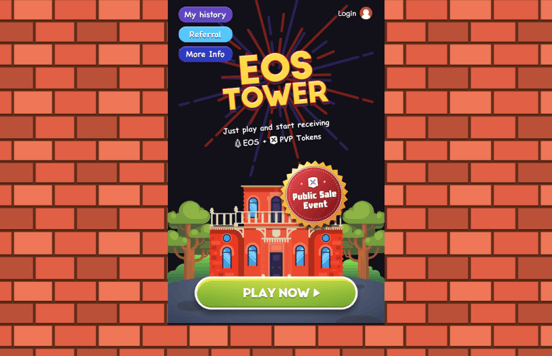 My history
Login
Referral
More Info
EOS
TOWER
Just play and start receiving
EOS + PVP Tokens
Public Sale
Event
PLAY NOW